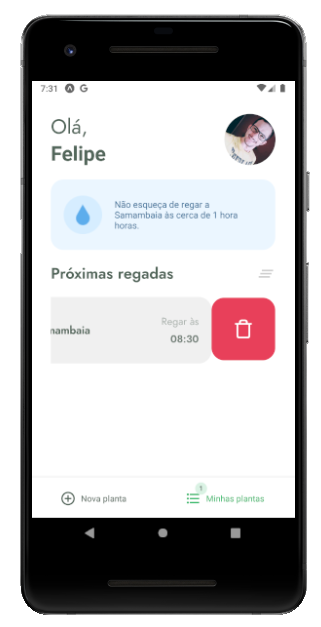 7:31 G
Olá,
Felipe
Não esqueça de regar a
Samambaia às cerca de 1 hora
horas.
Próximas regadas
Regar às
mambaia
08:30
1
Nova planta
Minhas plantas